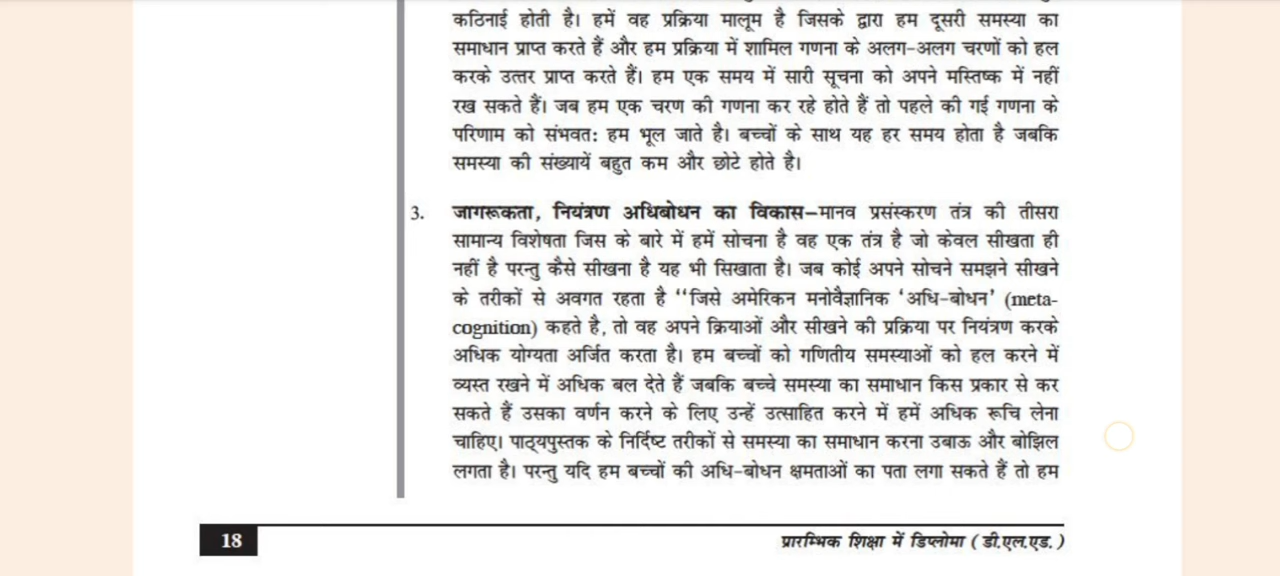 कठिनाई होती है। हमें वह प्रक्रिया मालूम है जिसके द्वारा हम दूसरी समस्या का
समाधान प्राप्त करते हैं और हम प्रक्रिया में शामिल गणना के अलग-अलग चरणों को हल
करके उत्तर प्राप्त करते हैं। हम एक समय में सारी सूचना को अपने मस्तिष्क में नहीं
रख सकते हैं। जब हम एक चरण की गणना कर रहे होते हैं तो पहले की गई गणना के
परिणाम को संभवत: हम भूल जाते है। बच्चों के साथ यह हर समय होता है जबकि
समस्या की संख्यायें बहुत कम और छोटे होते है।
3. जागरूकता, नियंत्रण अधिबोधन का विकास–मानव प्रसंस्करण तंत्र की तीसरा
सामान्य विशेषता जिस के बारे में हमें सोचना है वह एक तंत्र है जो केवल सीखता ही
नहीं है परन्तु कैसे सीखना है यह भी सिखाता है। जब कोई अपने सोचने समझने सीखने
के तरीकों से अवगत रहता है ‘‘जिसे अमेरिकन मनोवैज्ञानिक ‘अधि-बोधन’ (meta-
cognition) कहते है, तो वह अपने क्रियाओं और सीखने की प्रक्रिया पर नियंत्रण करके
अधिक योग्यता अर्जित करता है। हम बच्चों को गणितीय समस्याओं को हल करने में
व्यस्त रखने में अधिक बल देते हैं जबकि बच्चे समस्या का समाधान किस प्रकार से कर
सकते हैं उसका वर्णन करने के लिए उन्हें उत्साहित करने में हमें अधिक रूचि लेना
चाहिए। पाठ्यपुस्तक के निर्दिष्ट तरीकों से समस्या का समाधान करना उबाऊ और बोझिल
लगता है। परन्तु यदि हम बच्चों की अधि-बोधन क्षमताओं का पता लगा सकते हैं तो हम
18 प्रारम्भिक शिक्षा में डिप्लोमा (डी.एल.एड.)